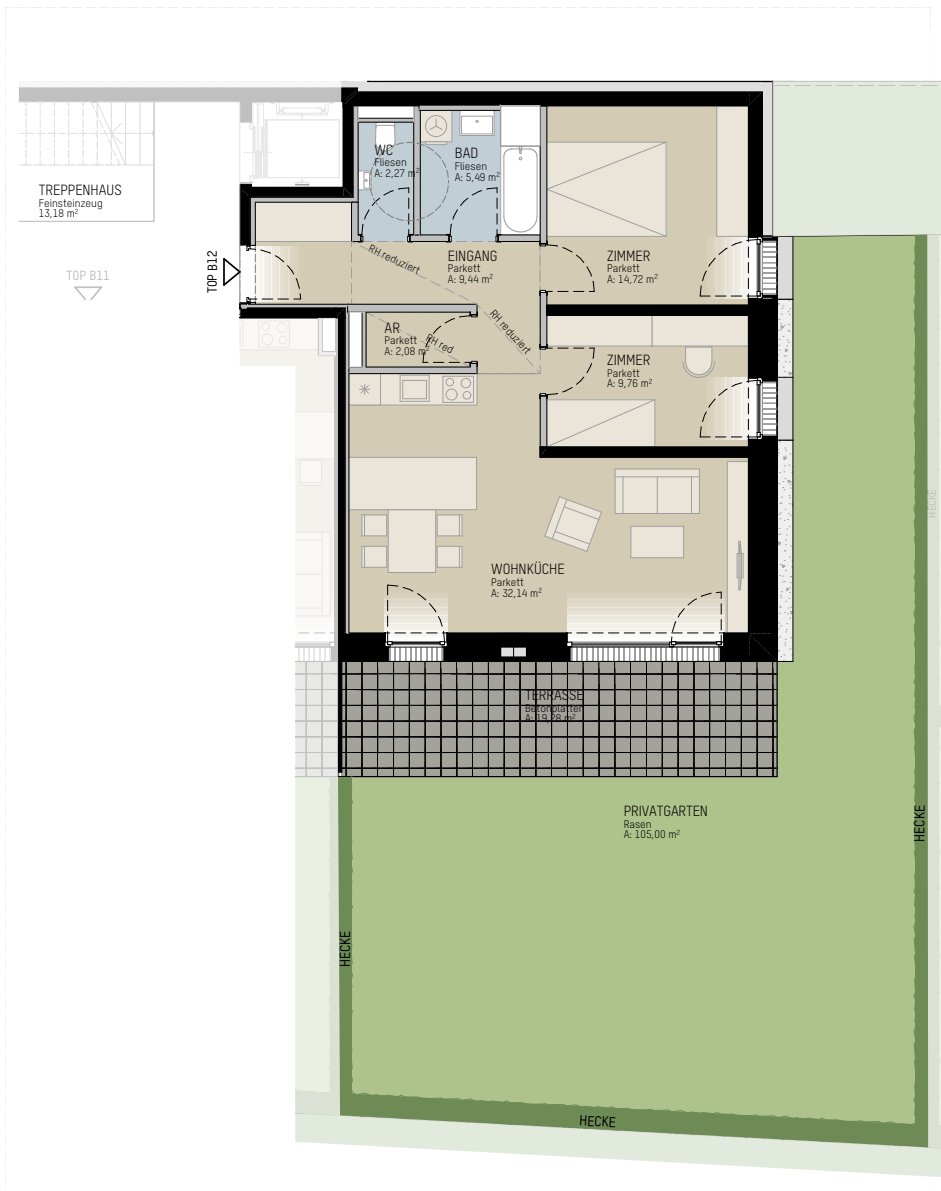 WC
Fliesen
A: 2,27 m²
BAD
Fliesen
A: 5,49 m²
TREPPENHAUS
Feinsteinzeug
13,18 m²
TOP B11
TOP B12
RH reduziert
EINGANG
Parkett
A: 9,44 m²
ZIMMER
Parkett
A: 14,72 m²
AR
Parkett
A: 2,08 m²
RH red
RH reduziert
ZIMMER
Parkett
A: 9,76 m²
HECKE
WOHNKÜCHE
Parkett
A: 32,14 m²
TERRASSE
Betonplatten
A: 19,28 m²
PRIVATGARTEN
Rasen
A: 105,00 m²
HECKE
HECKE
HECKE